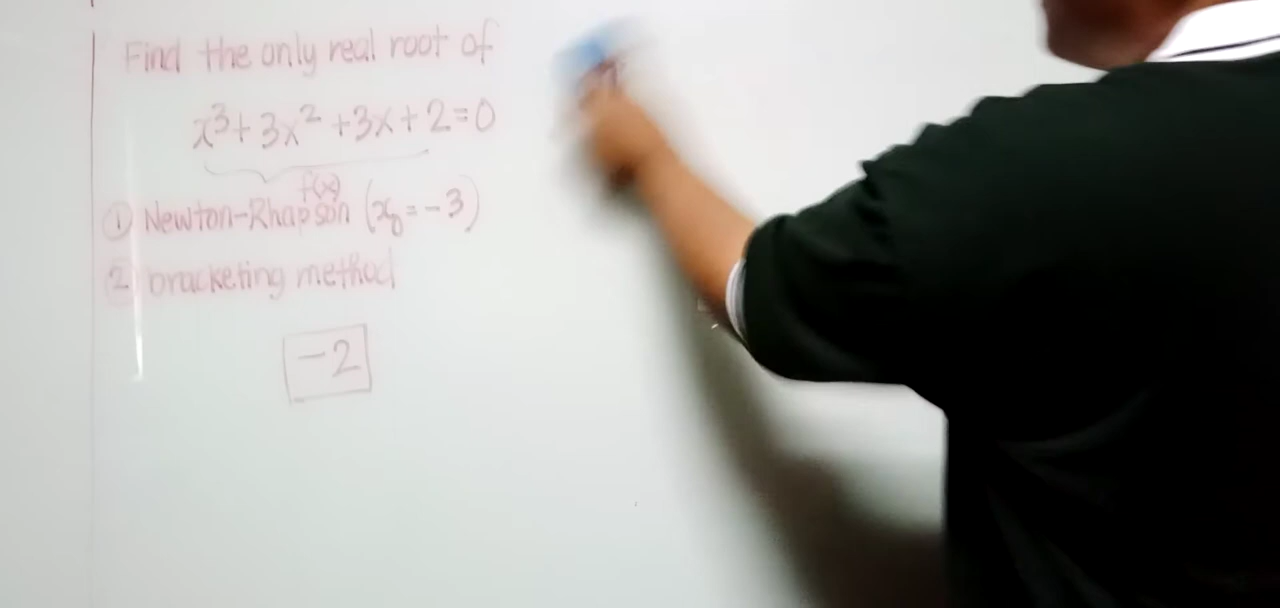 Find the only real root of
x³+3x²+3x+2=0
f(x)
① Newton-Rhapson (x₀=-3)
② bracketing method
-2